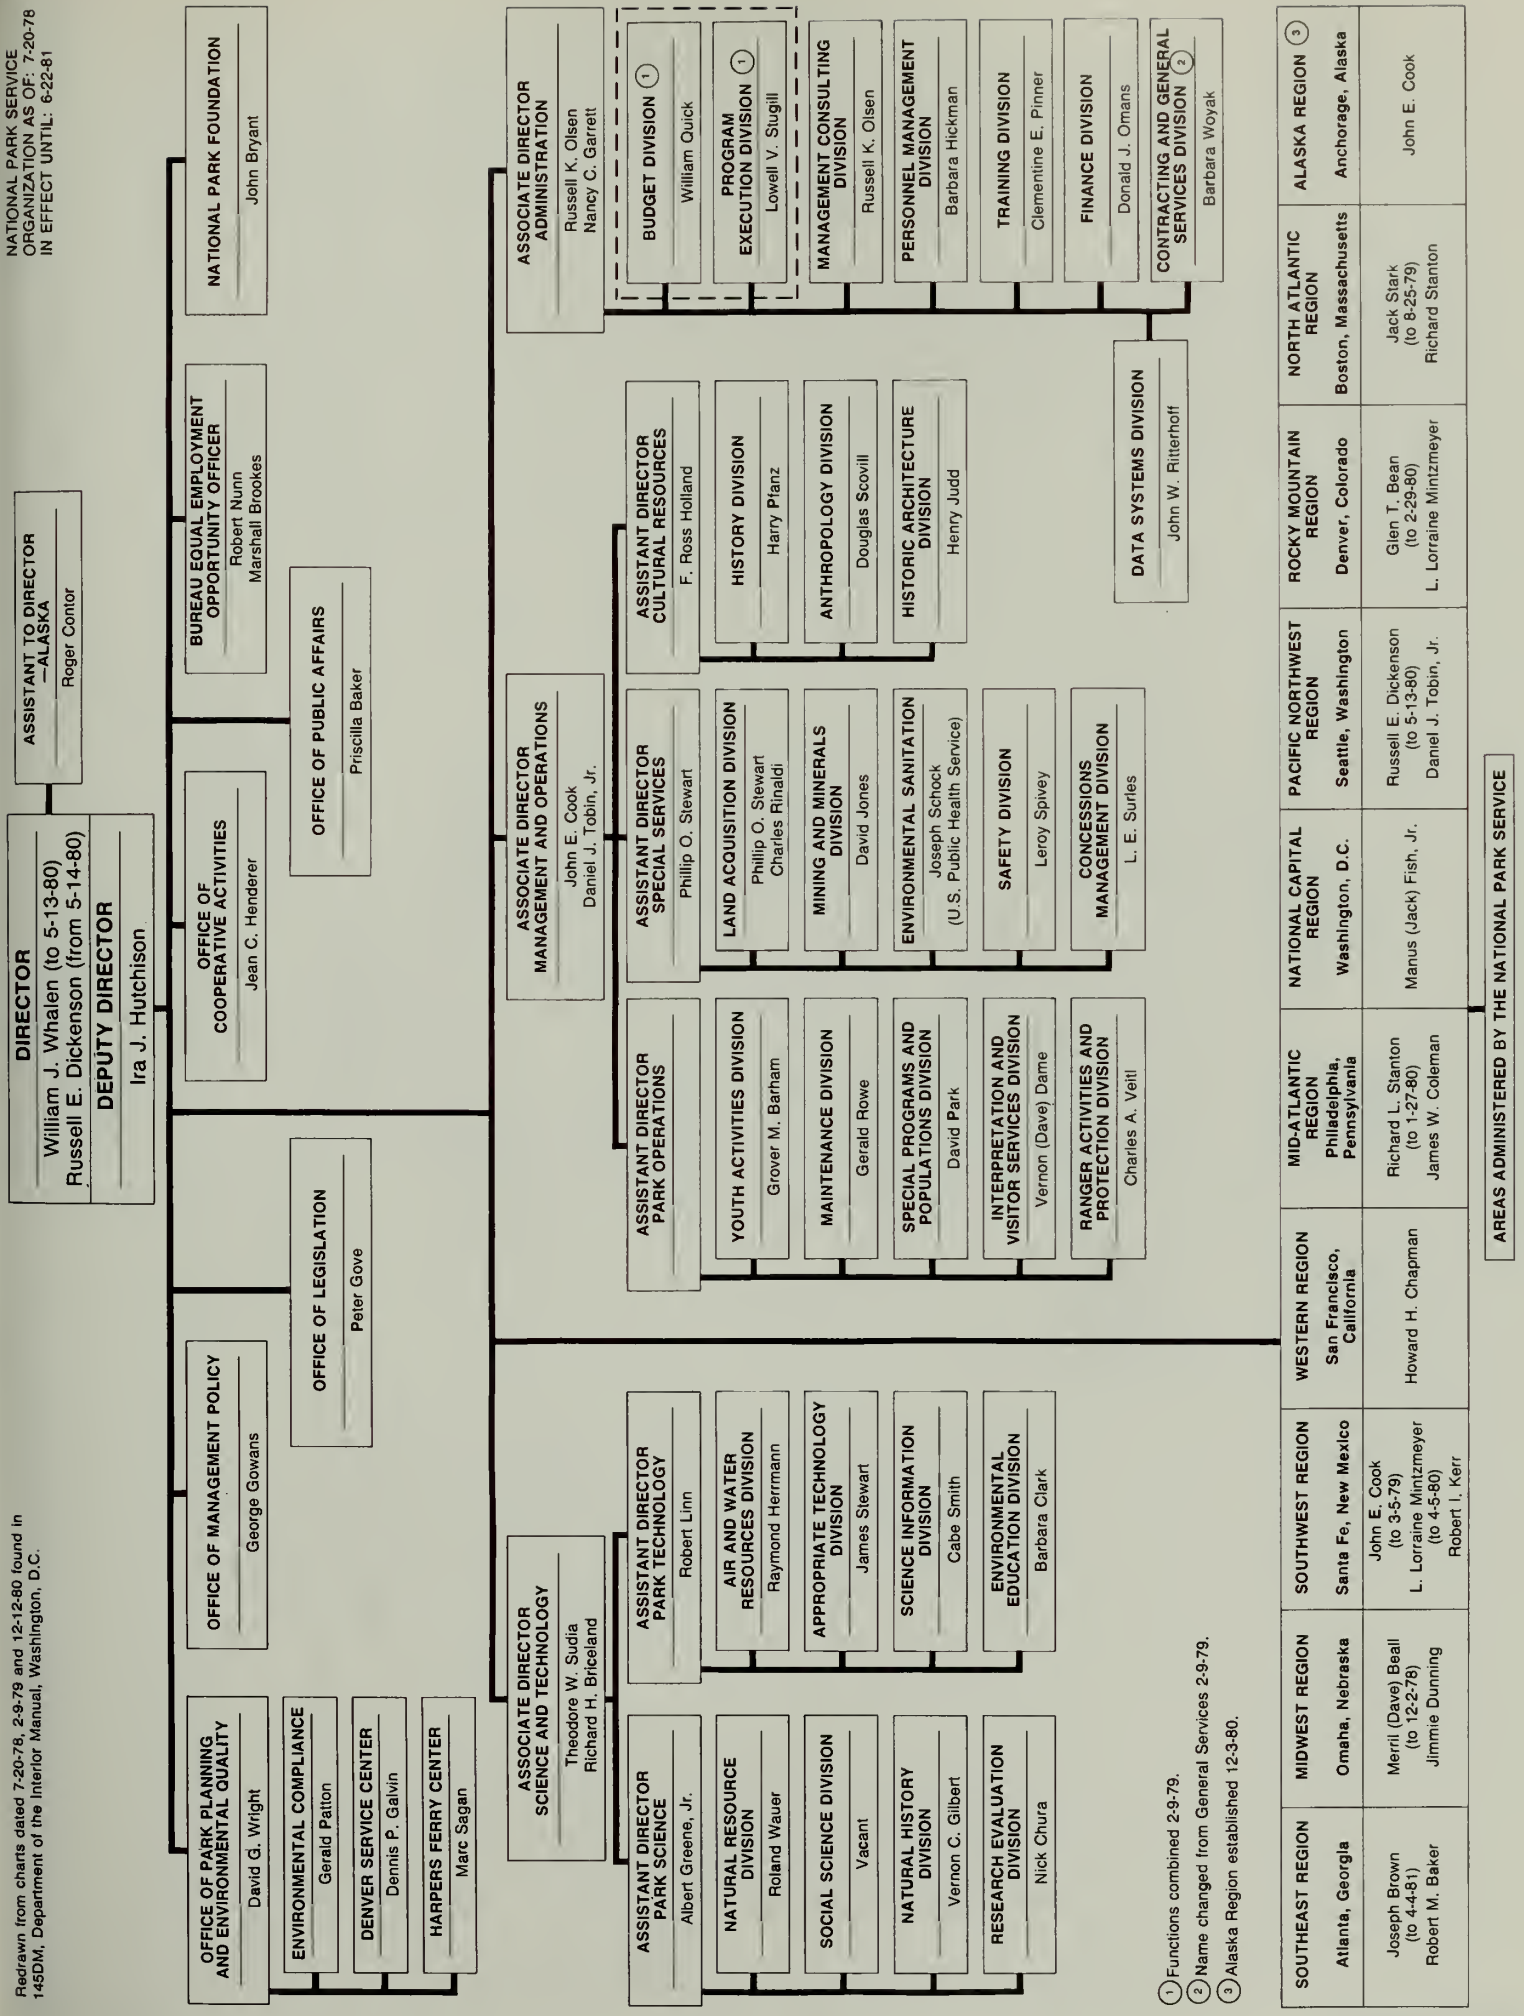 Redrawn from charts dated 7-20-78, 2-9-79 and 12-12-80 found in
145DM, Department of the Interior Manual, Washington, D.C.
NATIONAL PARK SERVICE
ORGANIZATION AS OF: 7-20-78
IN EFFECT UNTIL: 6-22-81
DIRECTOR
William J. Whalen (to 5-13-80)
Russell E. Dickenson (from 5-14-80)
DEPUTY DIRECTOR
Ira J. Hutchison
ASSISTANT TO DIRECTOR
—ALASKA
Roger Contor
OFFICE OF PARK PLANNING
AND ENVIRONMENTAL QUALITY
David G. Wright
ENVIRONMENTAL COMPLIANCE
Gerald Patton
DENVER SERVICE CENTER
Dennis P. Galvin
HARPERS FERRY CENTER
Marc Sagan
OFFICE OF MANAGEMENT POLICY
George Gowans
OFFICE OF LEGISLATION
Peter Gove
OFFICE OF
COOPERATIVE ACTIVITIES
Jean C. Henderer
OFFICE OF PUBLIC AFFAIRS
Priscilla Baker
BUREAU EQUAL EMPLOYMENT
OPPORTUNITY OFFICER
Robert Nunn
Marshall Brookes
NATIONAL PARK FOUNDATION
John Bryant
ASSOCIATE DIRECTOR
SCIENCE AND TECHNOLOGY
Theodore W. Sudia
Richard H. Briceland
ASSISTANT DIRECTOR
PARK SCIENCE
Albert Greene, Jr.
NATURAL RESOURCE
DIVISION
Roland Wauer
SOCIAL SCIENCE DIVISION
Vacant
NATURAL HISTORY
DIVISION
Vernon C. Gilbert
RESEARCH EVALUATION
DIVISION
Nick Chura
ASSISTANT DIRECTOR
PARK TECHNOLOGY
Robert Linn
AIR AND WATER
RESOURCES DIVISION
Raymond Herrmann
APPROPRIATE TECHNOLOGY
DIVISION
James Stewart
SCIENCE INFORMATION
DIVISION
Cabe Smith
ENVIRONMENTAL
EDUCATION DIVISION
Barbara Clark
ASSOCIATE DIRECTOR
MANAGEMENT AND OPERATIONS
John E. Cook
Daniel J. Tobin, Jr.
ASSISTANT DIRECTOR
PARK OPERATIONS
YOUTH ACTIVITIES DIVISION
Grover M. Barham
MAINTENANCE DIVISION
Gerald Rowe
SPECIAL PROGRAMS AND
POPULATIONS DIVISION
David Park
INTERPRETATION AND
VISITOR SERVICES DIVISION
Vernon (Dave) Dame
RANGER ACTIVITIES AND
PROTECTION DIVISION
Charles A. Veitl
ASSISTANT DIRECTOR
SPECIAL SERVICES
Phillip O. Stewart
LAND ACQUISITION DIVISION
Phillip O. Stewart
Charles Rinaldi
MINING AND MINERALS
DIVISION
David Jones
ENVIRONMENTAL SANITATION
Joseph Schock
(U.S. Public Health Service)
SAFETY DIVISION
Leroy Spivey
CONCESSIONS
MANAGEMENT DIVISION
L. E. Surles
ASSISTANT DIRECTOR
CULTURAL RESOURCES
F. Ross Holland
HISTORY DIVISION
Harry Pfanz
ANTHROPOLOGY DIVISION
Douglas Scovill
HISTORIC ARCHITECTURE
DIVISION
Henry Judd
ASSOCIATE DIRECTOR
ADMINISTRATION
Russell K. Olsen
Nancy C. Garrett
BUDGET DIVISION 1
William Quick
PROGRAM
EXECUTION DIVISION 1
Lowell V. Stugill
MANAGEMENT CONSULTING
DIVISION
Russell K. Olsen
PERSONNEL MANAGEMENT
DIVISION
Barbara Hickman
TRAINING DIVISION
Clementine E. Pinner
FINANCE DIVISION
Donald J. Omans
CONTRACTING AND GENERAL
SERVICES DIVISION 2
Barbara Woyak
DATA SYSTEMS DIVISION
John W. Ritterhoff
1 Functions combined 2-9-79.
2 Name changed from General Services 2-9-79.
3 Alaska Region established 12-3-80.
SOUTHEAST REGION
Atlanta, Georgia
Joseph Brown
(to 4-4-81)
Robert M. Baker
MIDWEST REGION
Omaha, Nebraska
Merril (Dave) Beall
(to 12-2-78)
Jimmie Dunning
SOUTHWEST REGION
Santa Fe, New Mexico
John E. Cook
(to 3-5-79)
L. Lorraine Mintzmeyer
(to 4-5-80)
Robert I. Kerr
WESTERN REGION
San Francisco,
California
Howard H. Chapman
MID-ATLANTIC
REGION
Philadelphia,
Pennsylvania
Richard L. Stanton
(to 1-27-80)
James W. Coleman
NATIONAL CAPITAL
REGION
Washington, D.C.
Manus (Jack) Fish, Jr.
PACIFIC NORTHWEST
REGION
Seattle, Washington
Russell E. Dickenson
(to 5-13-80)
Daniel J. Tobin, Jr.
ROCKY MOUNTAIN
REGION
Denver, Colorado
Glen T. Bean
(to 2-29-80)
L. Lorraine Mintzmeyer
NORTH ATLANTIC
REGION
Boston, Massachusetts
Jack Stark
(to 8-25-79)
Richard Stanton
ALASKA REGION 3
Anchorage, Alaska
John E. Cook
AREAS ADMINISTERED BY THE NATIONAL PARK SERVICE